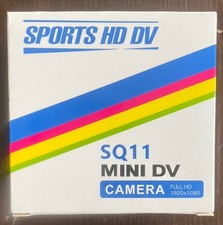 SPORTS HD DV
SQ11
MINI DV
CAMERA
FULL HD
1920x1080